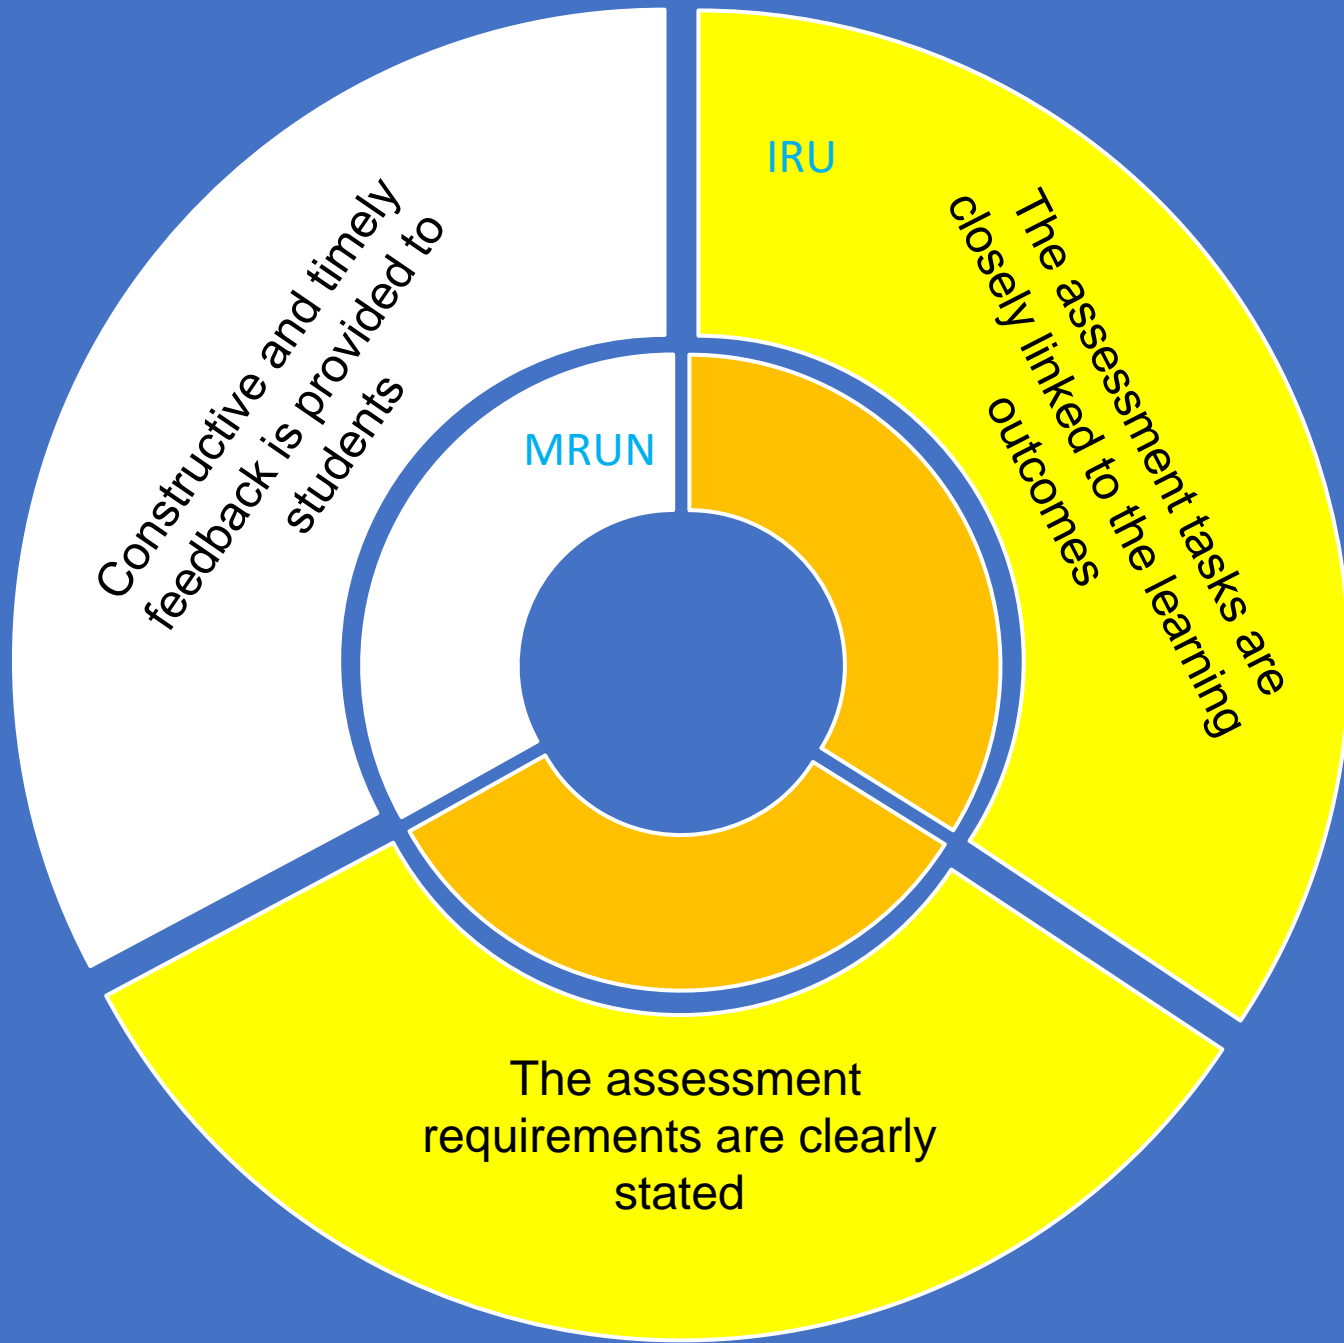 IRU
The assessment tasks are
closely linked to the learning
outcomes
Constructive and timely
feedback is provided to
students
MRUN
The assessment
requirements are clearly
stated